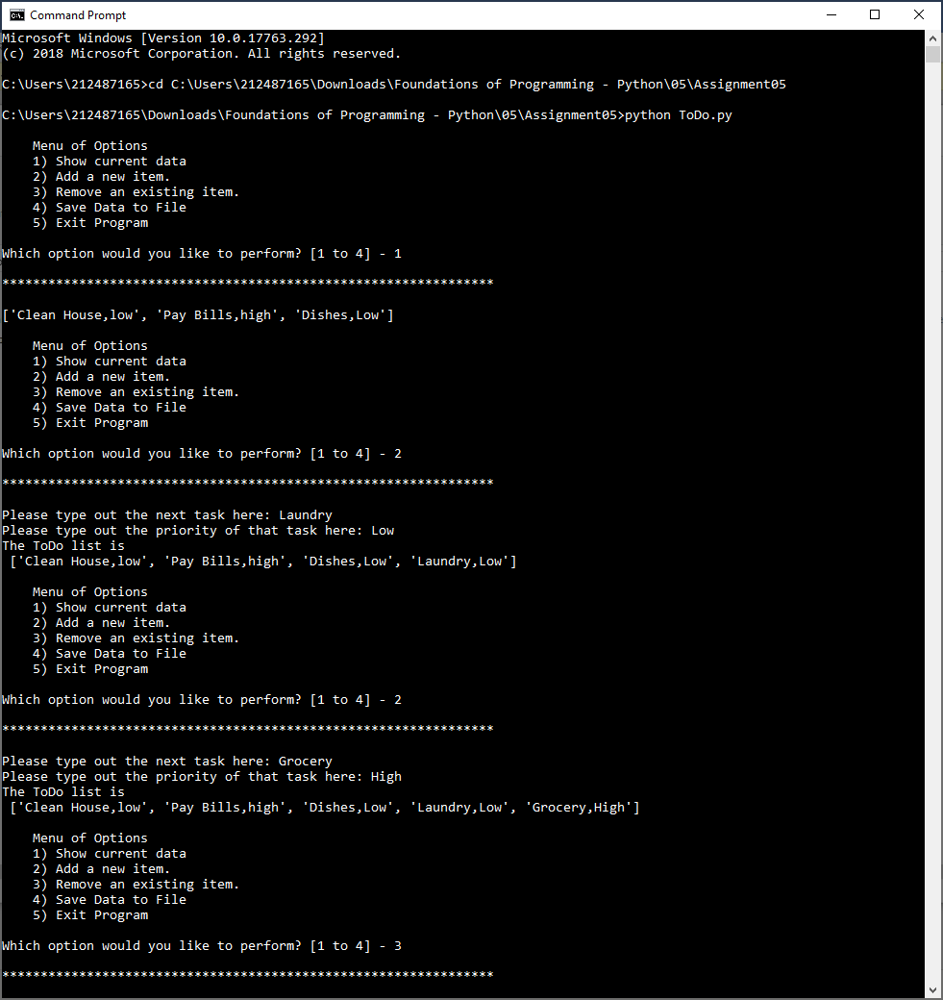 Command Prompt
Microsoft Windows [Version 10.0.17763.292]
(c) 2018 Microsoft Corporation. All rights reserved.
C:\Users\212487165>cd C:\Users\212487165\Downloads\Foundations of Programming - Python\05\Assignment05
C:\Users\212487165\Downloads\Foundations of Programming - Python\05\Assignment05>python ToDo.py
Menu of Options
1) Show current data
2) Add a new item.
3) Remove an existing item.
4) Save Data to File
5) Exit Program
Which option would you like to perform? [1 to 4] - 1
****************************************************************
['Clean House,low', 'Pay Bills,high', 'Dishes,Low']
Menu of Options
1) Show current data
2) Add a new item.
3) Remove an existing item.
4) Save Data to File
5) Exit Program
Which option would you like to perform? [1 to 4] - 2
****************************************************************
Please type out the next task here: Laundry
Please type out the priority of that task here: Low
The ToDo list is
['Clean House,low', 'Pay Bills,high', 'Dishes,Low', 'Laundry,Low']
Menu of Options
1) Show current data
2) Add a new item.
3) Remove an existing item.
4) Save Data to File
5) Exit Program
Which option would you like to perform? [1 to 4] - 2
****************************************************************
Please type out the next task here: Grocery
Please type out the priority of that task here: High
The ToDo list is
['Clean House,low', 'Pay Bills,high', 'Dishes,Low', 'Laundry,Low', 'Grocery,High']
Menu of Options
1) Show current data
2) Add a new item.
3) Remove an existing item.
4) Save Data to File
5) Exit Program
Which option would you like to perform? [1 to 4] - 3
****************************************************************